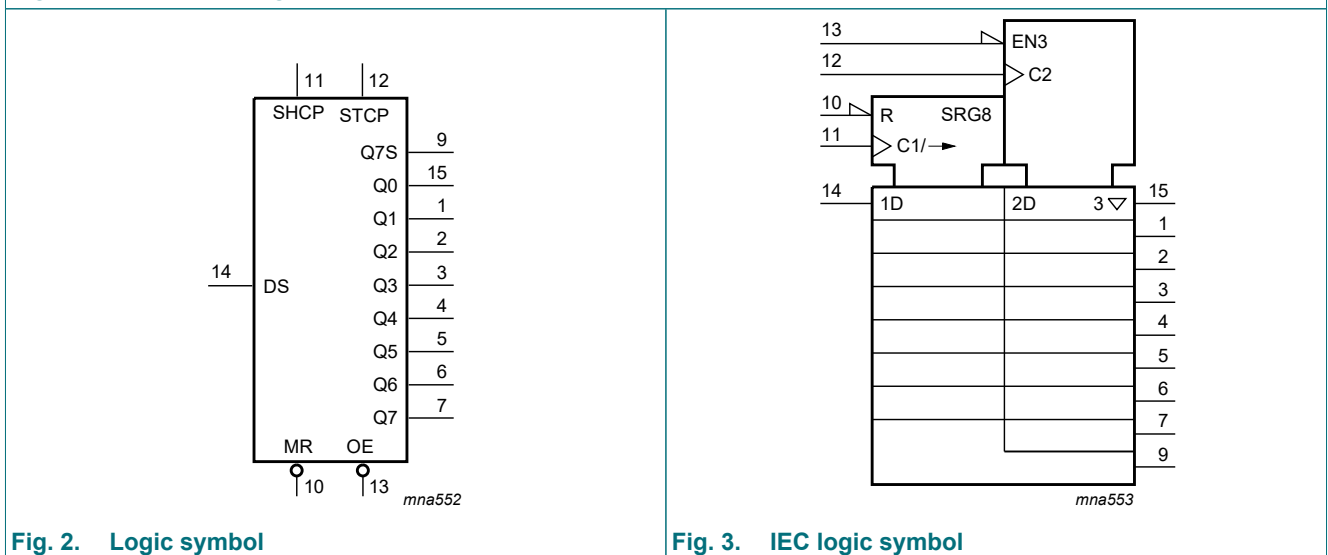 11 12
SHCP STCP
Q7S 9
Q0 15
Q1 1
Q2 2
14 DS Q3 3
Q4 4
Q5 5
Q6 6
Q7 7
MR OE
10 13
mna552
Fig. 2. Logic symbol
13 EN3
12 C2
10 R SRG8
11 C1/→
14 1D 2D 3 ▽ 15
1
2
3
4
5
6
7
9
mna553
Fig. 3. IEC logic symbol